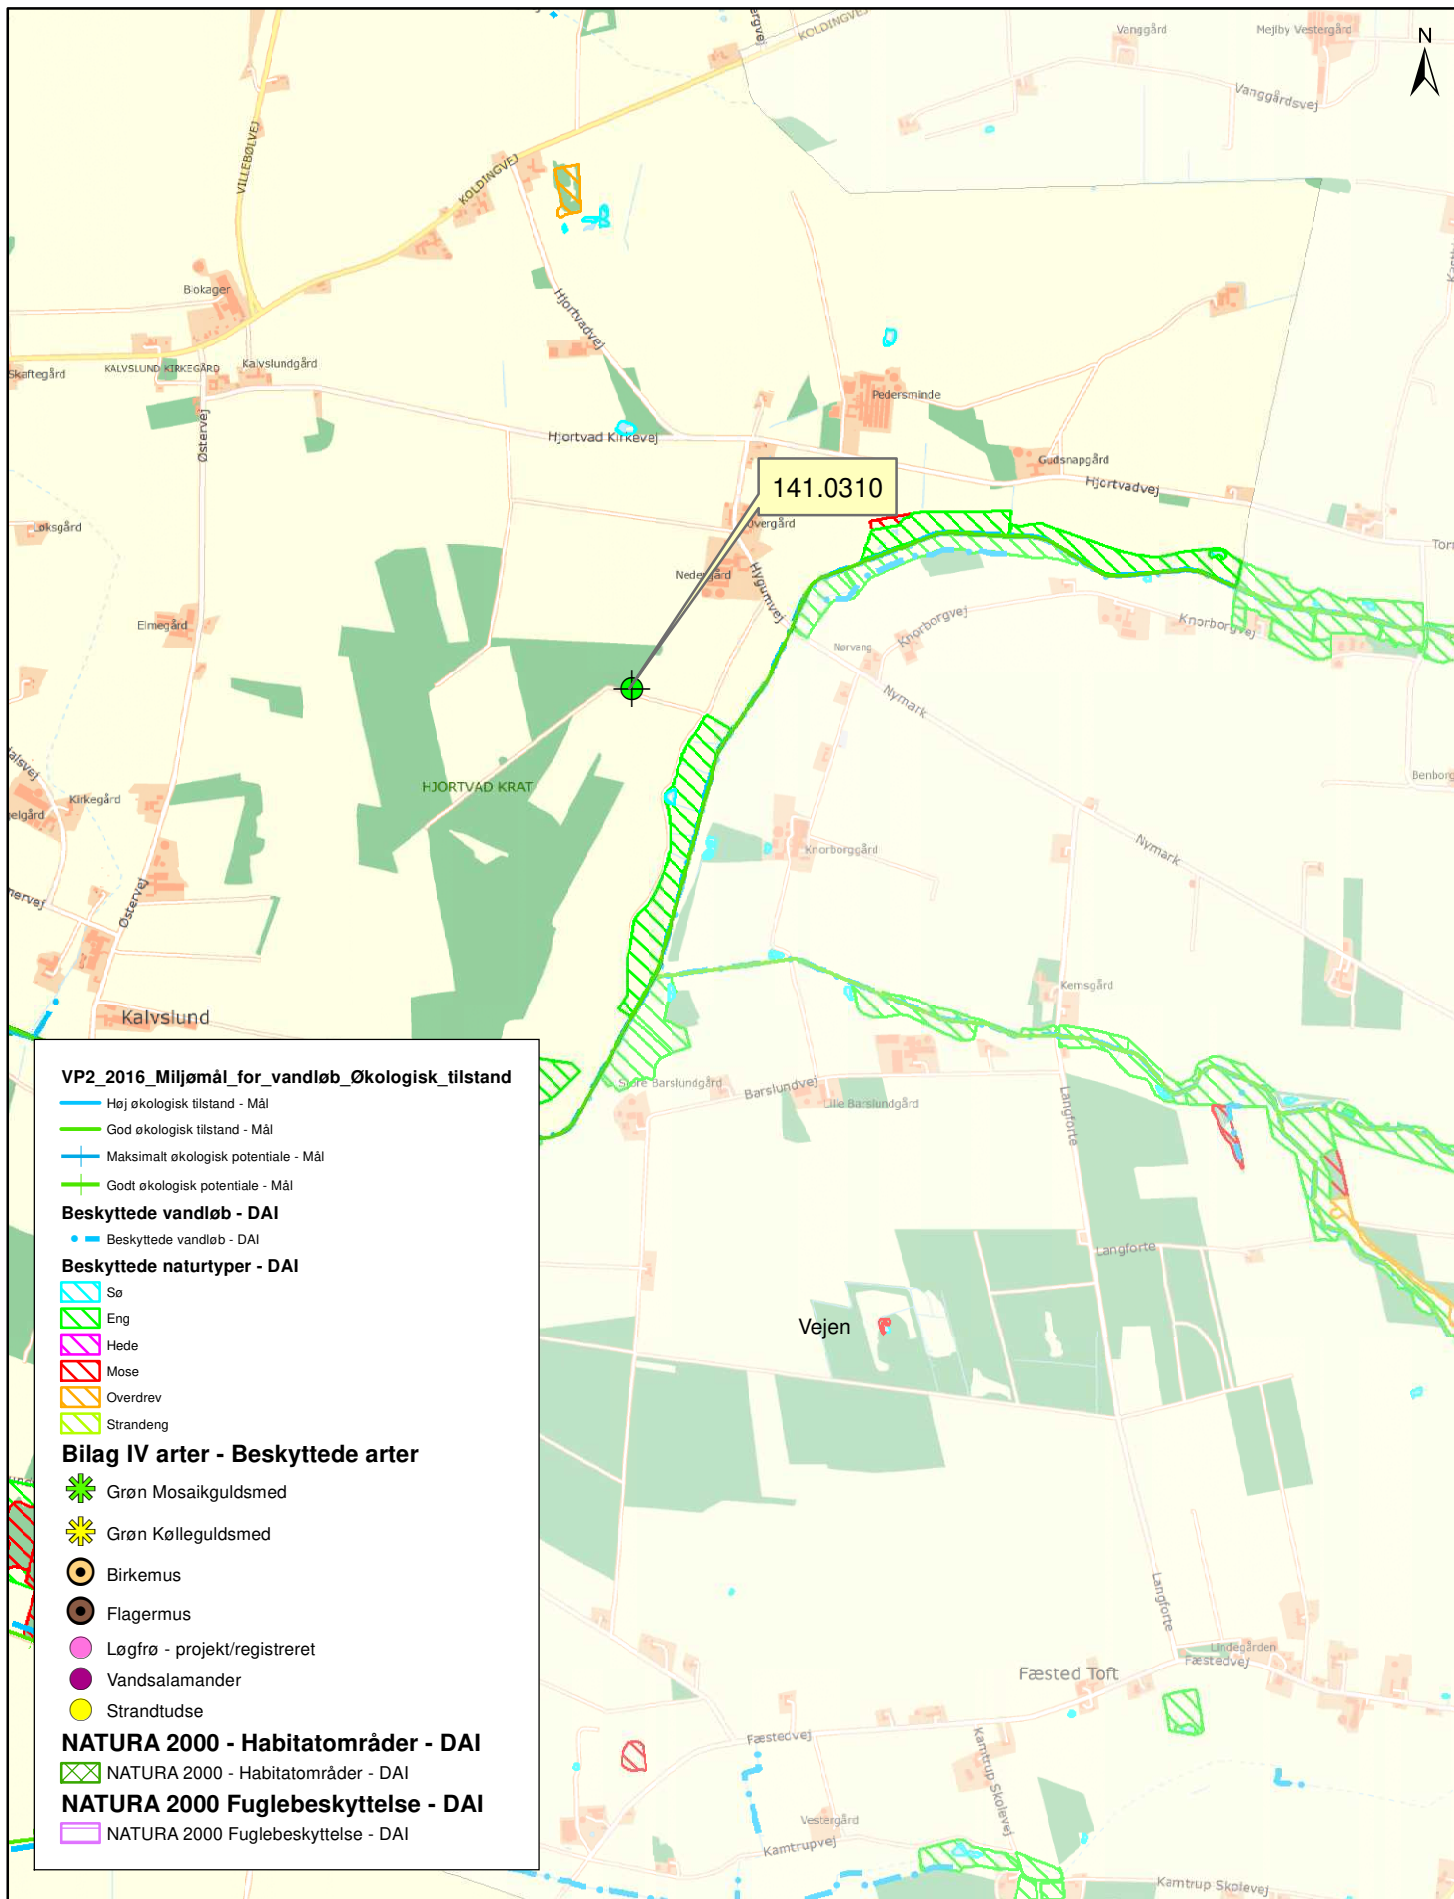 KOLDINGVEJ
Vanggård
Mejlby Vestergård
N
Vanggårdsvej
VILLEBØLVEJ
KOLDINGVEJ
Blokager
Hjortvadvej
Skaftegård
KALVSLUND KIRKEGÅRD
Kalvslundgård
Pedersminde
Østervej
Hjortvad Kirkevej
Gudsnapgård
Hjortvadvej
141.0310
Løksgård
Overgård
Nedergård
Hygumvej
Elmegård
Knorborgvej
Knorborgvej
Nørvang
Nymark
HJORTVAD KRAT
Kirkegård
Benborg
Knorborggård
Nymark
Østervej
Kemsgård
Kalvslund
Store Barslundgård
Barslundvej
Lille Barslundgård
Langforte
Langforte
Vejen
Langforte
Lindegården
Fæstedvej
Fæsted Toft
Fæstedvej
Kamtrup Skolevej
Vestergård
Kamtrupvej
Kamtrup Skolevej
VP2_2016_Miljømål_for_vandløb_Økologisk_tilstand
Høj økologisk tilstand - Mål
God økologisk tilstand - Mål
Maksimalt økologisk potentiale - Mål
Godt økologisk potentiale - Mål
Beskyttede vandløb - DAI
Beskyttede vandløb - DAI
Beskyttede naturtyper - DAI
Sø
Eng
Hede
Mose
Overdrev
Strandeng
Bilag IV arter - Beskyttede arter
Grøn Mosaikguldsmed
Grøn Kølleguldsmed
Birkemus
Flagermus
Løgfrø - projekt/registreret
Vandsalamander
Strandtudse
NATURA 2000 - Habitatområder - DAI
NATURA 2000 - Habitatområder - DAI
NATURA 2000 Fuglebeskyttelse - DAI
NATURA 2000 Fuglebeskyttelse - DAI